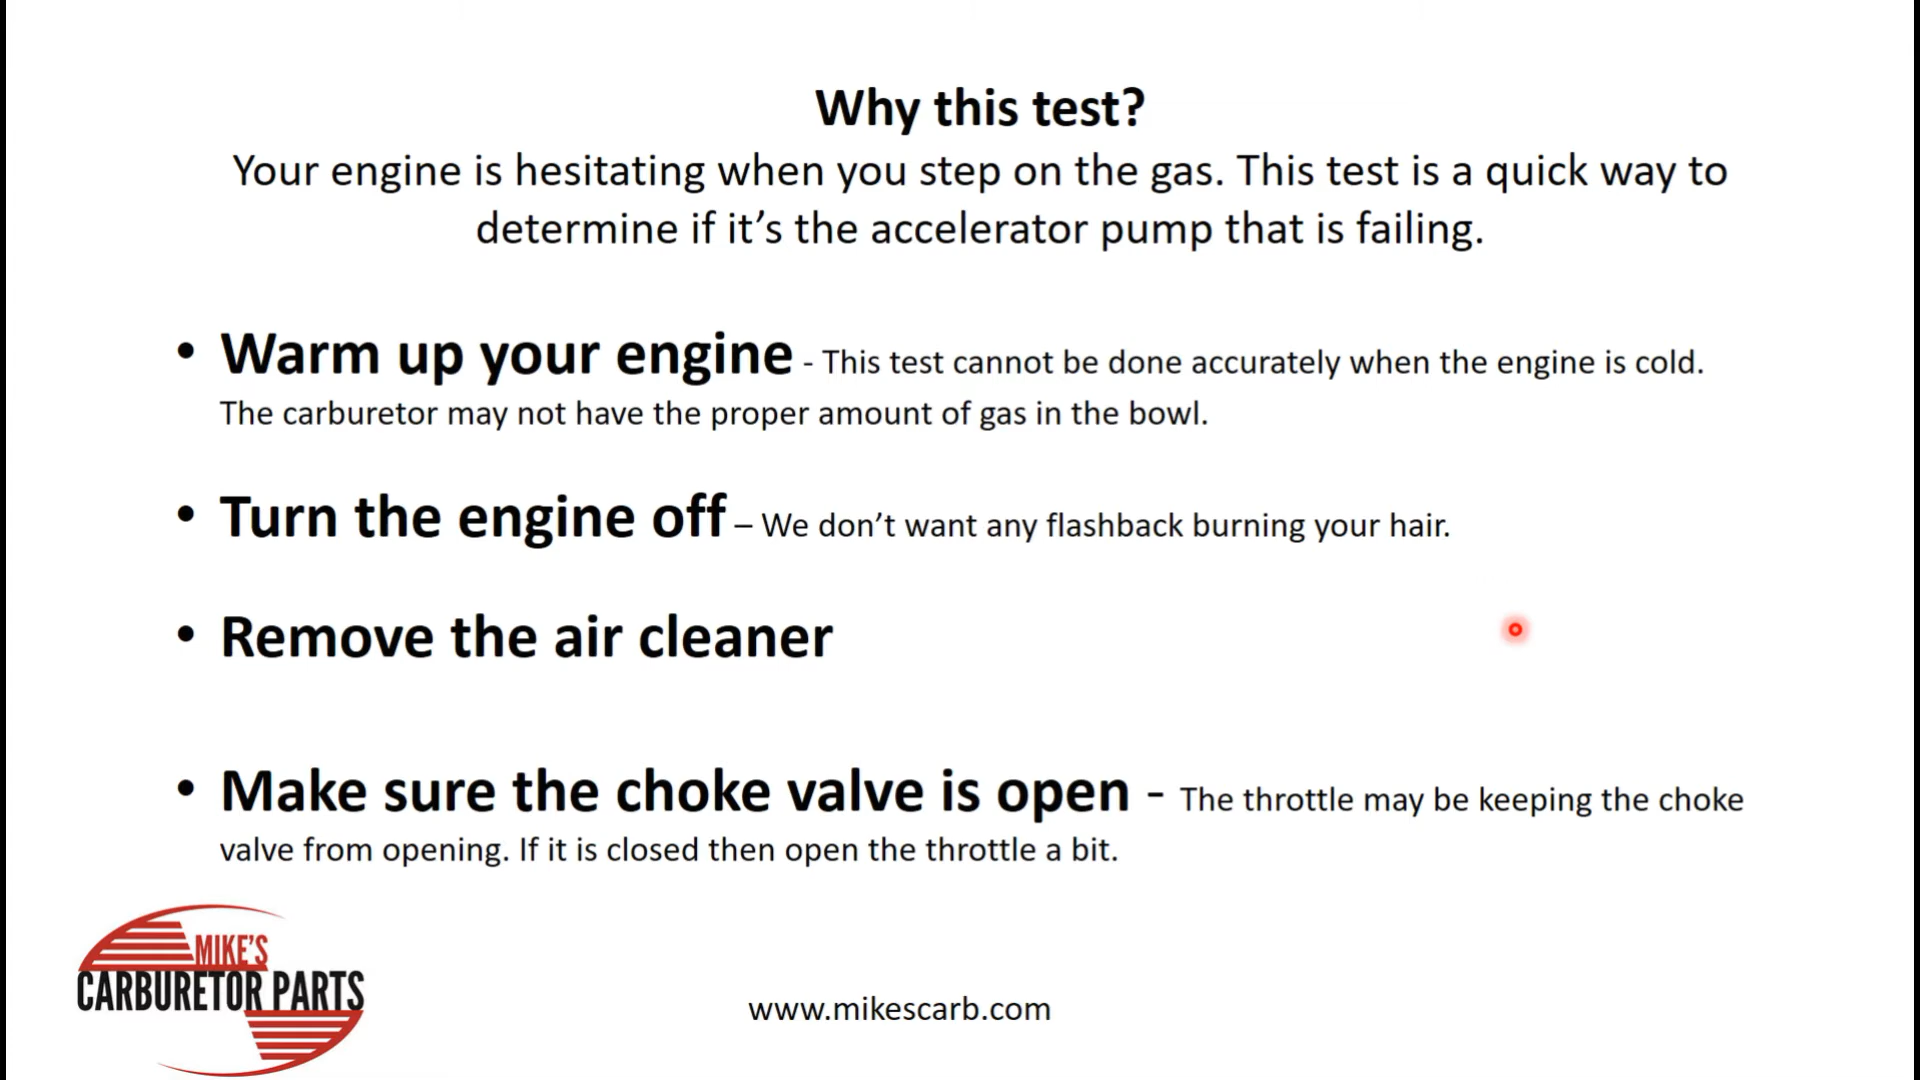 Why this test?
Your engine is hesitating when you step on the gas. This test is a quick way to
determine if it’s the accelerator pump that is failing.
• Warm up your engine - This test cannot be done accurately when the engine is cold.
The carburetor may not have the proper amount of gas in the bowl.
• Turn the engine off – We don’t want any flashback burning your hair.
• Remove the air cleaner
• Make sure the choke valve is open - The throttle may be keeping the choke
valve from opening. If it is closed then open the throttle a bit.
MIKE'S
CARBURETOR PARTS
www.mikescarb.com